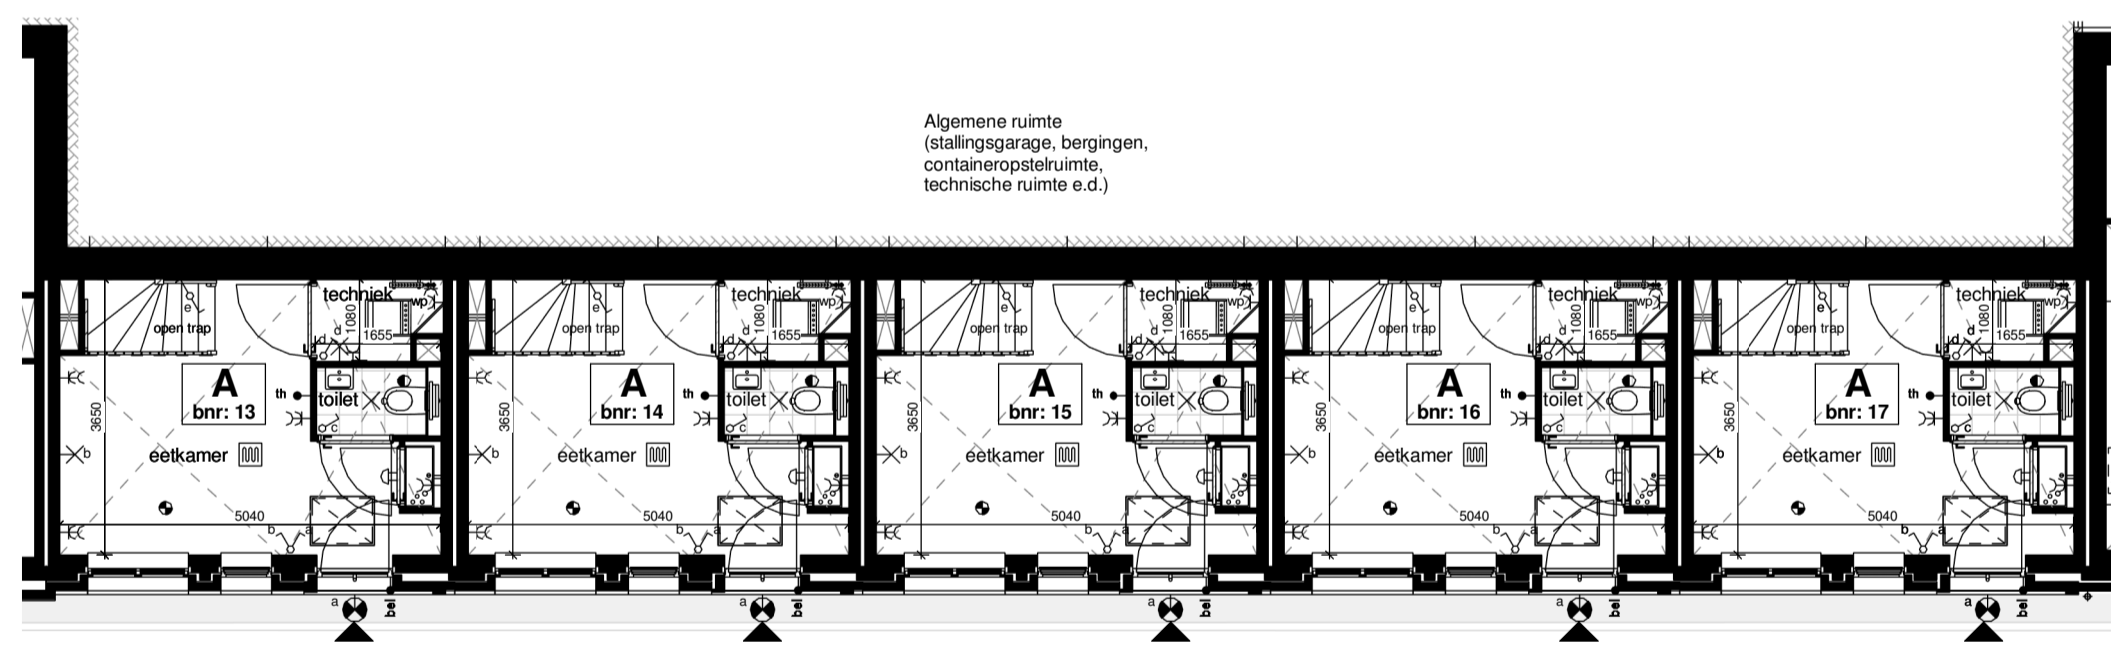 Algemene ruimte
(stallingsgarage, bergingen,
containeropstelruimte,
technische ruimte e.d.)
techniek wp techniek wp techniek wp techniek wp techniek wp
e e e e e
open trap open trap open trap open trap open trap
1080 1080 1080 1080 1080
1655 1655 1655 1655 1655
d d d d d d d d d d
A A A A A
bnr: 13 bnr: 14 bnr: 15 bnr: 16 bnr: 17
th toilet th toilet th toilet th toilet th toilet
3650 3650 3650 3650 3650
c c c c c
b eetkamer b eetkamer b eetkamer b eetkamer b eetkamer
5040 5040 5040 5040 5040
b a b a b a b a b a
a bel a bel a bel a bel a bel